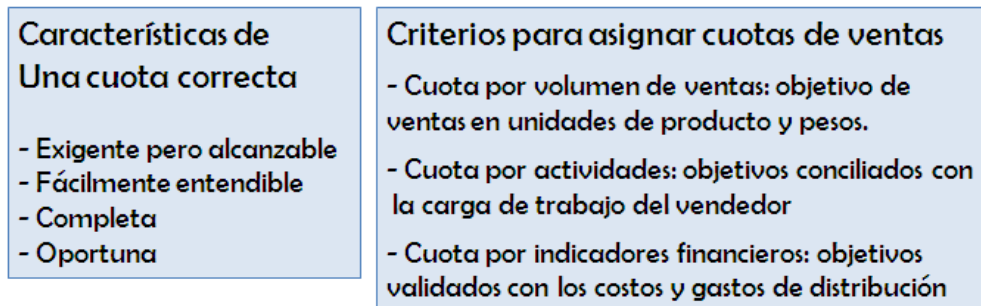 Características de
Una cuota correcta
- Exigente pero alcanzable
- Fácilmente entendible
- Completa
- Oportuna
Criterios para asignar cuotas de ventas
- Cuota por volumen de ventas: objetivo de
ventas en unidades de producto y pesos.
- Cuota por actividades: objetivos conciliados con
la carga de trabajo del vendedor
- Cuota por indicadores financieros: objetivos
validados con los costos y gastos de distribución